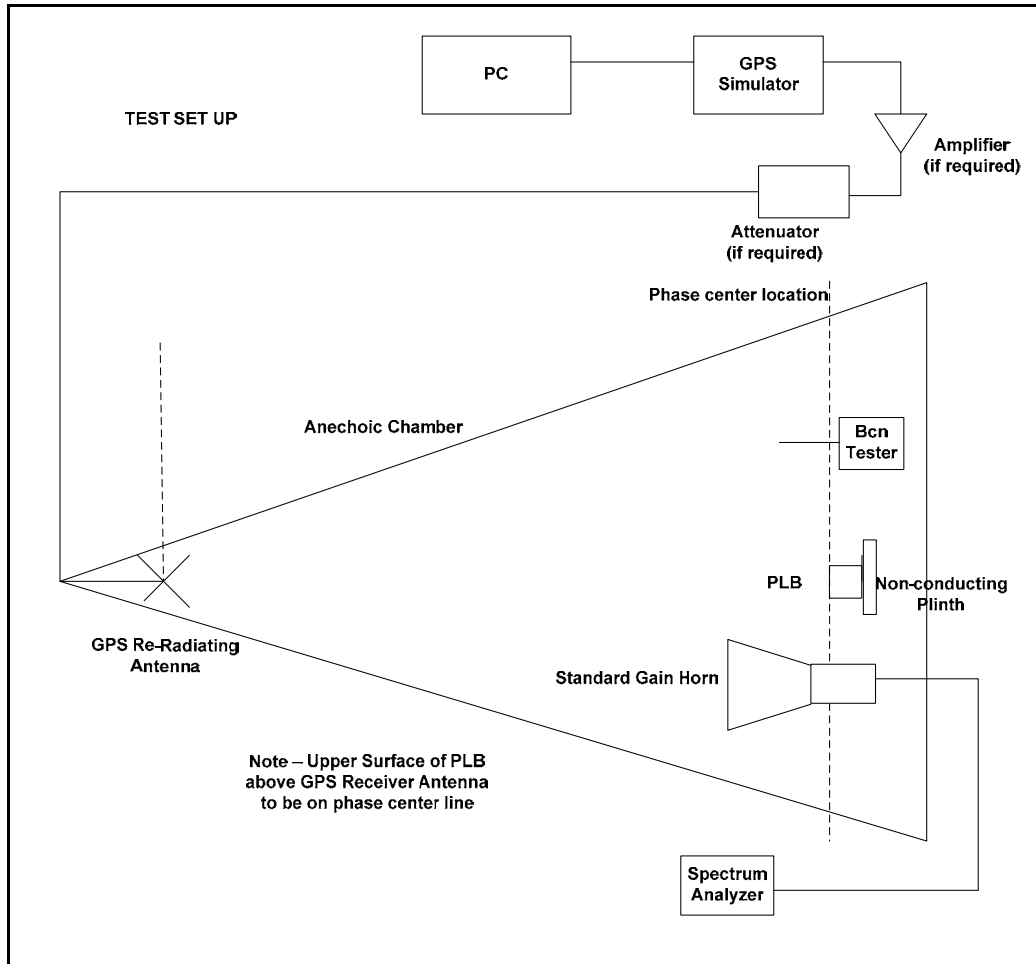 PC
GPS
Simulator
TEST SET UP
Amplifier
(if required)
Attenuator
(if required)
Phase center location
Anechoic Chamber
Bcn
Tester
PLB
Non-conducting
Plinth
GPS Re-Radiating
Antenna
Standard Gain Horn
Note – Upper Surface of PLB
above GPS Receiver Antenna
to be on phase center line
Spectrum
Analyzer